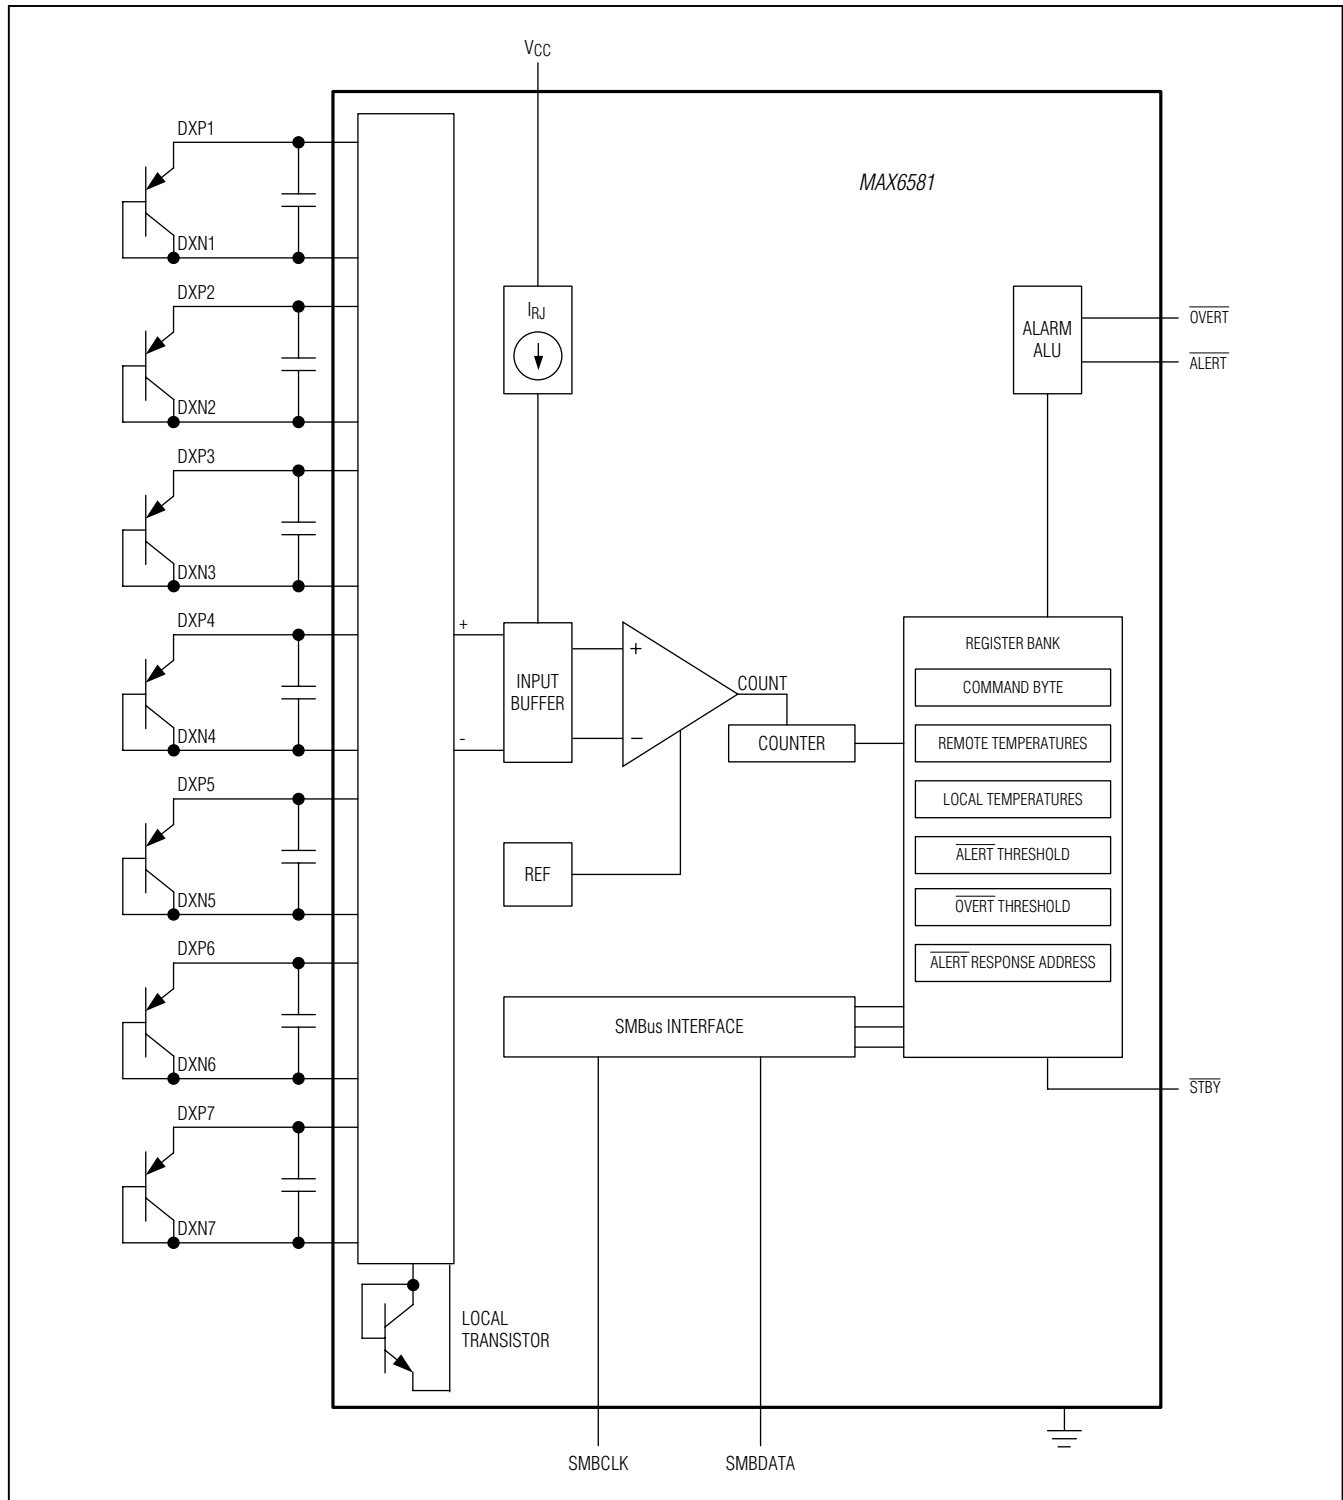 VCC
DXP1
DXN1
DXP2
DXN2
DXP3
DXN3
DXP4
DXN4
DXP5
DXN5
DXP6
DXN6
DXP7
DXN7
MAX6581
IRJ
ALARM
ALU
OVERT
ALERT
+
-
INPUT
BUFFER
+
−
COUNT
COUNTER
REF
REGISTER BANK
COMMAND BYTE
REMOTE TEMPERATURES
LOCAL TEMPERATURES
ALERT THRESHOLD
OVERT THRESHOLD
ALERT RESPONSE ADDRESS
SMBus INTERFACE
STBY
LOCAL
TRANSISTOR
SMBCLK
SMBDATA